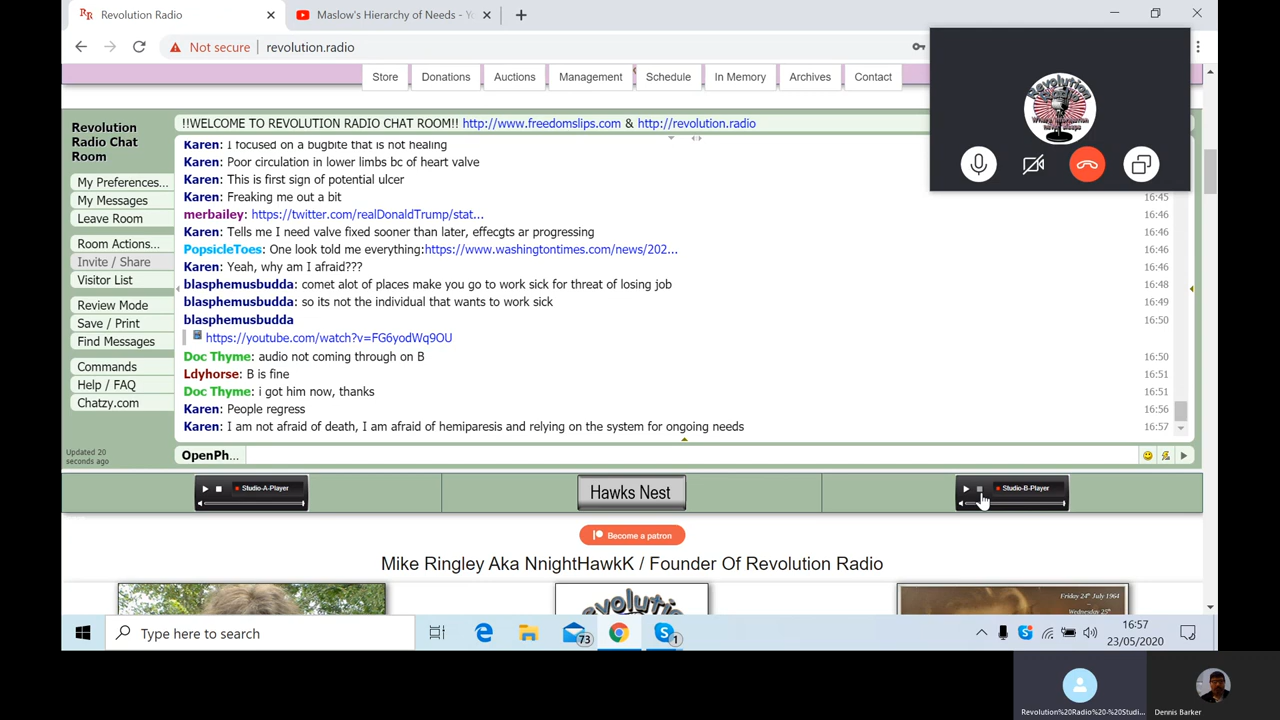 Revolution Radio
Maslow's Hierarchy of Needs - Yo
Not secure
revolution.radio
Store
Donations
Auctions
Management
Schedule
In Memory
Archives
Contact
Revolution
Radio Chat
Room
!!WELCOME TO REVOLUTION RADIO CHAT ROOM!! http://www.freedomslips.com & http://revolution.radio
My Preferences...
My Messages
Leave Room
Room Actions...
Invite / Share
Visitor List
Review Mode
Save / Print
Find Messages
Commands
Help / FAQ
Chatzy.com
Updated 20
seconds ago
Karen: I focused on a bugbite that is not healing
Karen: Poor circulation in lower limbs bc of heart valve
Karen: This is first sign of potential ulcer
Karen: Freaking me out a bit 16:45
merbailey: https://twitter.com/realDonaldTrump/stat... 16:46
Karen: Tells me I need valve fixed sooner than later, effecgts ar progressing 16:46
PopsicleToes: One look told me everything:https://www.washingtontimes.com/news/202... 16:46
Karen: Yeah, why am I afraid??? 16:46
blasphemusbudda: comet alot of places make you go to work sick for threat of losing job 16:48
blasphemusbudda: so its not the individual that wants to work sick 16:49
blasphemusbudda 16:50
https://youtube.com/watch?v=FG6yodWq9OU
Doc Thyme: audio not coming through on B 16:50
Ldyhorse: B is fine 16:51
Doc Thyme: i got him now, thanks 16:51
Karen: People regress 16:56
Karen: I am not afraid of death, I am afraid of hemiparesis and relying on the system for ongoing needs 16:57
OpenPh...
Studio-A-Player
Hawks Nest
Studio-B-Player
Become a patron
Mike Ringley Aka NnightHawkK / Founder Of Revolution Radio
Revolution
Friday 24th July 1964
Wednesday 25th
Type here to search
73
1
16:57
23/05/2020
Revolution%20Radio%20-%20Studi...
Dennis Barker